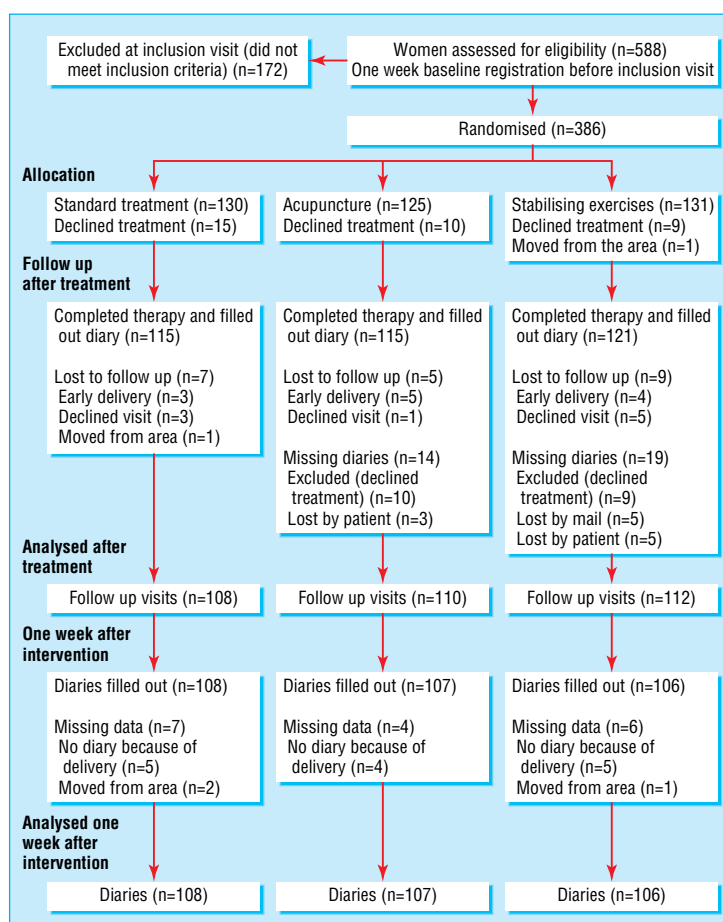 Excluded at inclusion visit (did not
meet inclusion criteria) (n=172)
Women assessed for eligibility (n=588)
One week baseline registration before inclusion visit
Randomised (n=386)
Allocation
Standard treatment (n=130)
Declined treatment (n=15)
Acupuncture (n=125)
Declined treatment (n=10)
Stabilising exercises (n=131)
Declined treatment (n=9)
Moved from the area (n=1)
Follow up
after treatment
Completed therapy and filled
out diary (n=115)
Lost to follow up (n=7)
Early delivery (n=3)
Declined visit (n=3)
Moved from area (n=1)
Completed therapy and filled
out diary (n=115)
Lost to follow up (n=5)
Early delivery (n=5)
Declined visit (n=1)
Missing diaries (n=14)
Excluded (declined
treatment) (n=10)
Lost by patient (n=3)
Completed therapy and filled
out diary (n=121)
Lost to follow up (n=9)
Early delivery (n=4)
Declined visit (n=5)
Missing diaries (n=19)
Excluded (declined
treatment) (n=9)
Lost by mail (n=5)
Lost by patient (n=5)
Analysed after
treatment
Follow up visits (n=108)
Follow up visits (n=110)
Follow up visits (n=112)
One week after
intervention
Diaries filled out (n=108)
Missing data (n=7)
No diary because of
delivery (n=5)
Moved from area (n=2)
Diaries filled out (n=107)
Missing data (n=4)
No diary because of
delivery (n=4)
Diaries filled out (n=106)
Missing data (n=6)
No diary because of
delivery (n=5)
Moved from area (n=1)
Analysed one
week after
intervention
Diaries (n=108)
Diaries (n=107)
Diaries (n=106)